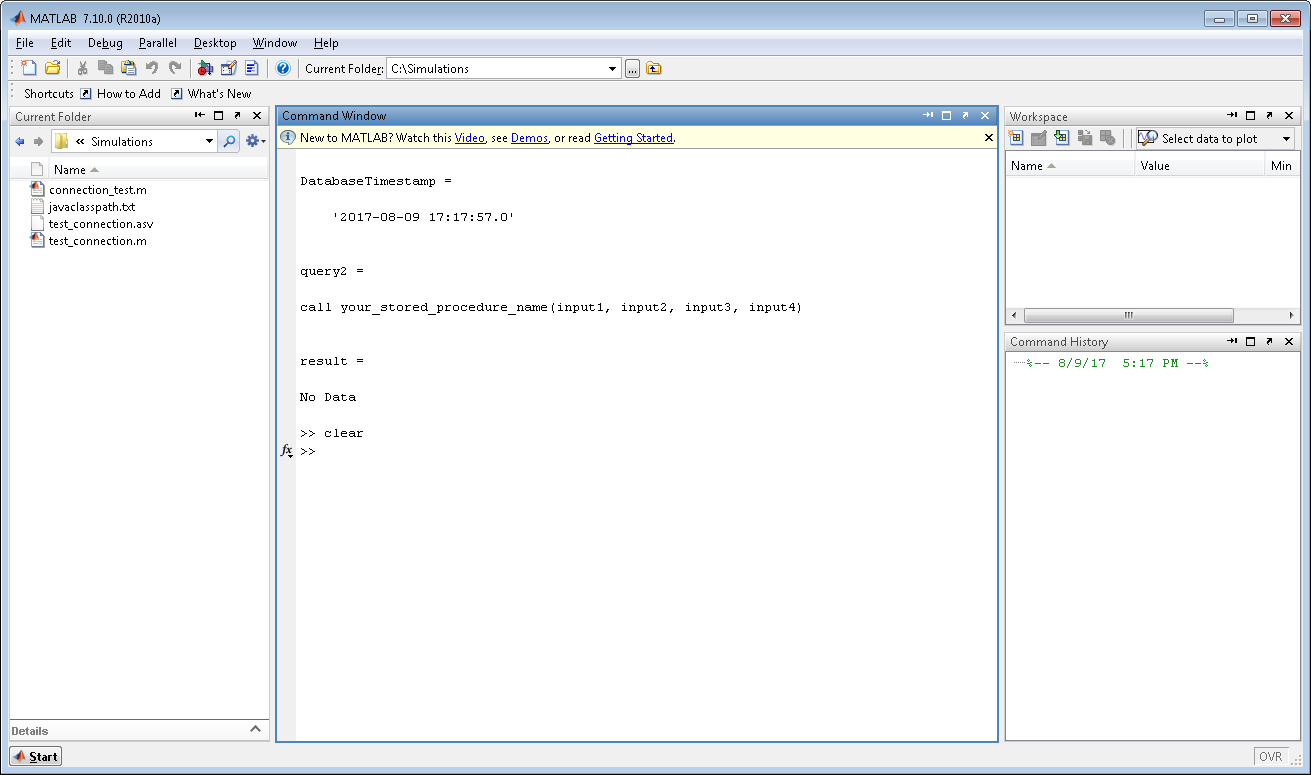 MATLAB 7.10.0 (R2010a)
File Edit Debug Parallel Desktop Window Help
Current Folder: C:\Simulations ...
Shortcuts How to Add What's New
Current Folder
« Simulations
Name
connection_test.m
javaclasspath.txt
test_connection.asv
test_connection.m
Details
Command Window
New to MATLAB? Watch this Video, see Demos, or read Getting Started.
DatabaseTimestamp =
'2017-08-09 17:17:57.0'
query2 =
call your_stored_procedure_name(input1, input2, input3, input4)
result =
No Data
>> clear
fx >>
Workspace
Select data to plot
Name Value Min
Command History
%-- 8/9/17 5:17 PM --%
Start
OVR